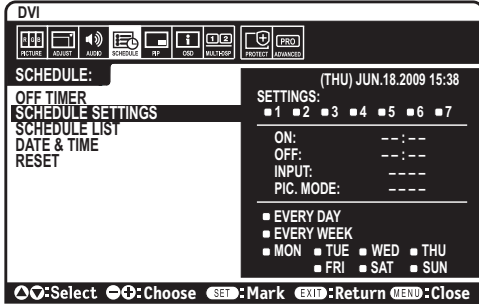 DVI
RGB
PICTURE ADJUST AUDIO SCHEDULE PIP OSD MULTI-DSP PROTECT ADVANCED
1 2
PRO
SCHEDULE:
OFF TIMER
SCHEDULE SETTINGS
SCHEDULE LIST
DATE & TIME
RESET
(THU) JUN.18.2009 15:38
SETTINGS:
1 2 3 4 5 6 7
ON: --:--
OFF: --:--
INPUT: ----
PIC. MODE: ----
EVERY DAY
EVERY WEEK
MON TUE WED THU
FRI SAT SUN
:Select :Choose SET:Mark EXIT:Return MENU:Close